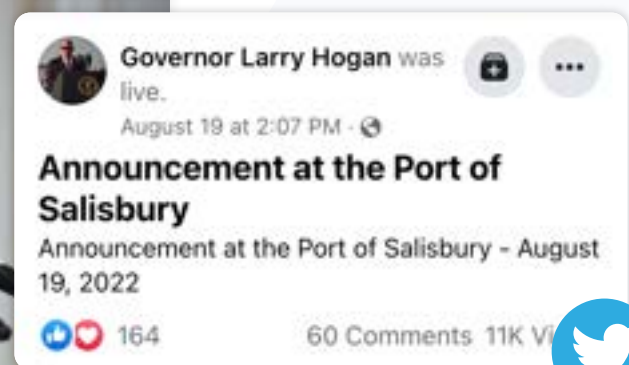 Governor Larry Hogan was
live.
August 19 at 2:07 PM ·
Announcement at the Port of
Salisbury
Announcement at the Port of Salisbury - August
19, 2022
164 60 Comments 11K